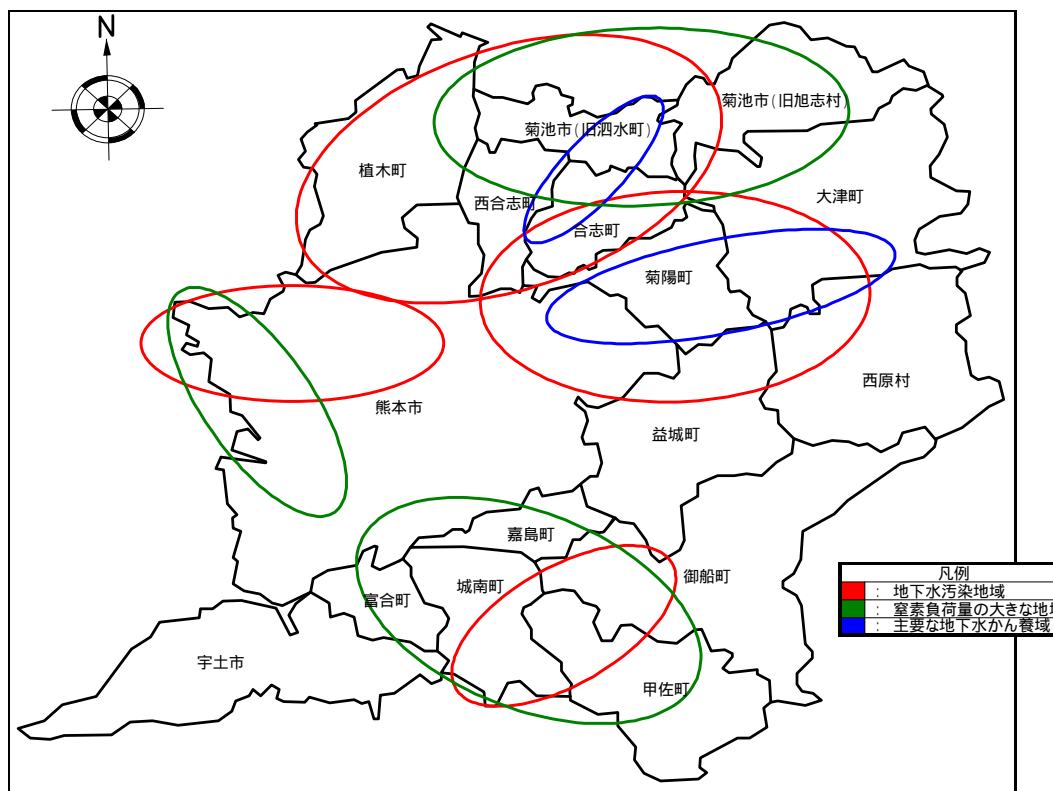 N
菊池市(旧旭志村)
菊池市(旧泗水町)
植木町
大津町
西合志町
合志町
菊陽町
西原村
熊本市
益城町
嘉島町
御船町
城南町
富合町
宇土市
甲佐町
凡例
: 地下水汚染地域
: 窒素負荷量の大きな地域
: 主要な地下水かん養域